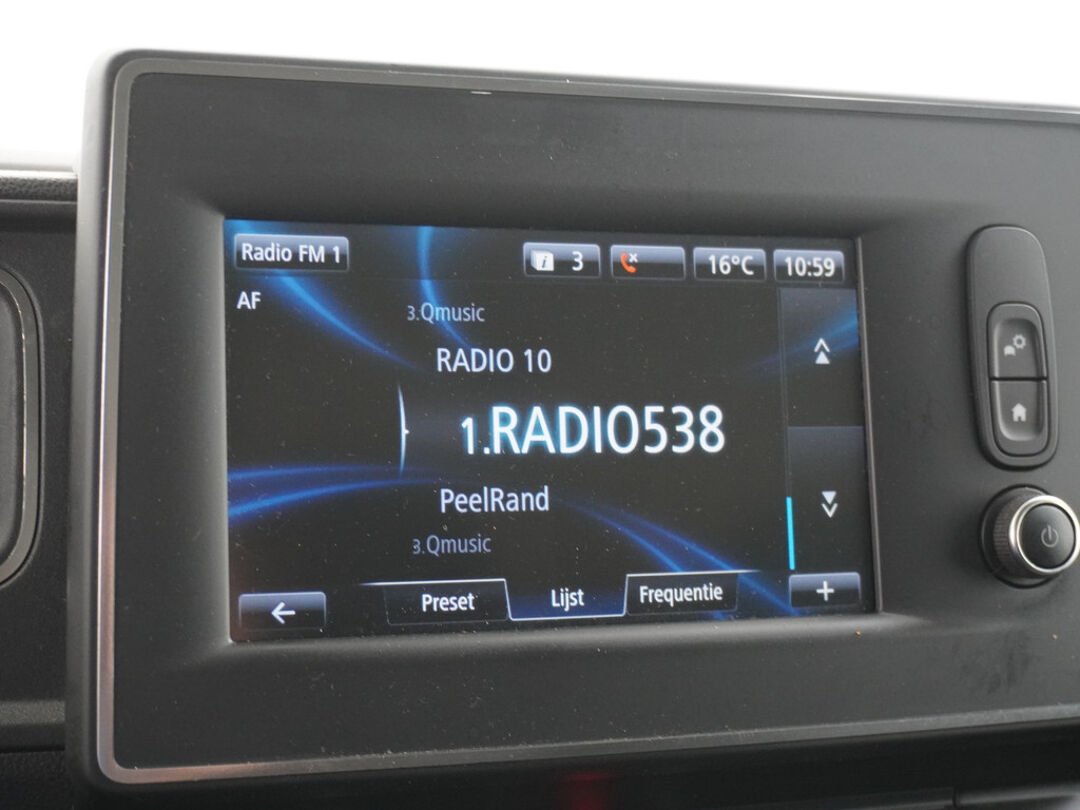 Radio FM 1
3
16°C
10:59
AF
3.Qmusic
RADIO 10
1.RADIO538
PeelRand
3.Qmusic
Preset
Lijst
Frequentie
+